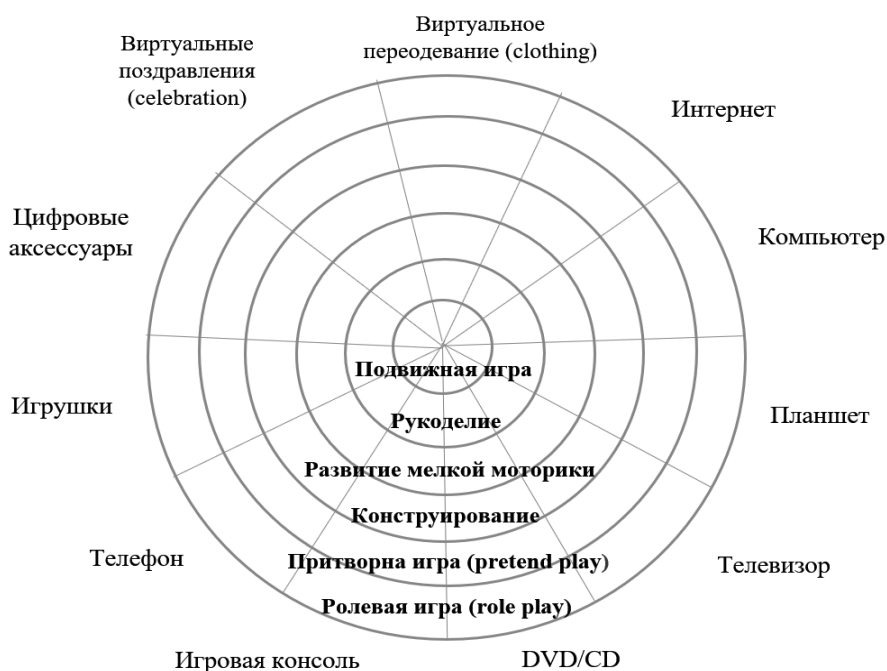 Виртуальные
поздравления
(celebration)
Виртуальное
переодевание (clothing)
Интернет
Цифровые
аксессуары
Компьютер
Подвижная игра
Игрушки
Рукоделие
Планшет
Развитие мелкой моторики
Конструирование
Телефон
Притворна игра (pretend play)
Телевизор
Ролевая игра (role play)
Игровая консоль
DVD/CD